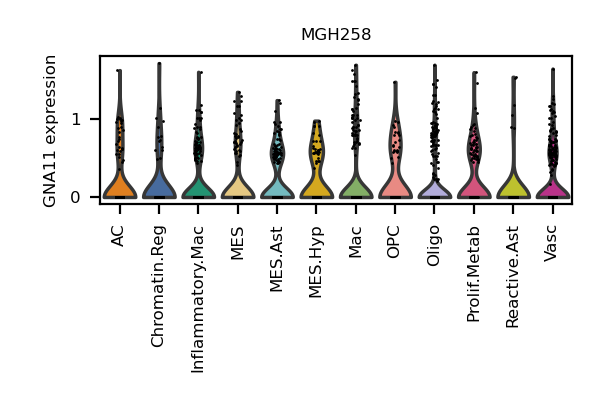 MGH258
GNA11 expression
1
0
AC
Chromatin.Reg
Inflammatory.Mac
MES
MES.Ast
MES.Hyp
Mac
OPC
Oligo
Prolif.Metab
Reactive.Ast
Vasc